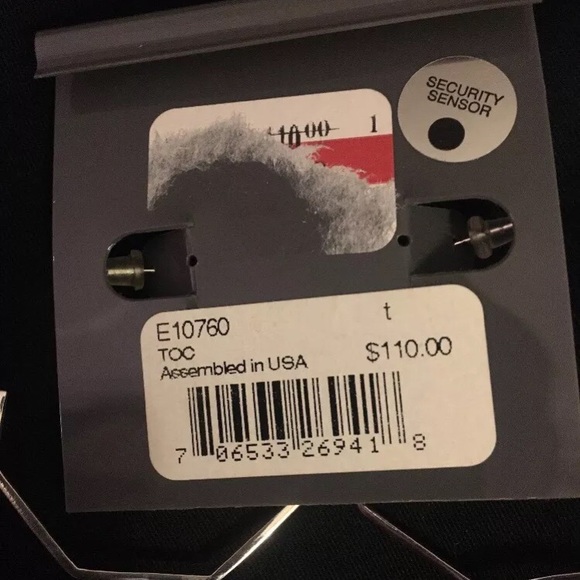 SECURITY
SENSOR
10.00 1
E10760 t
TOC $110.00
Assembled in USA
7 06533 26941 8